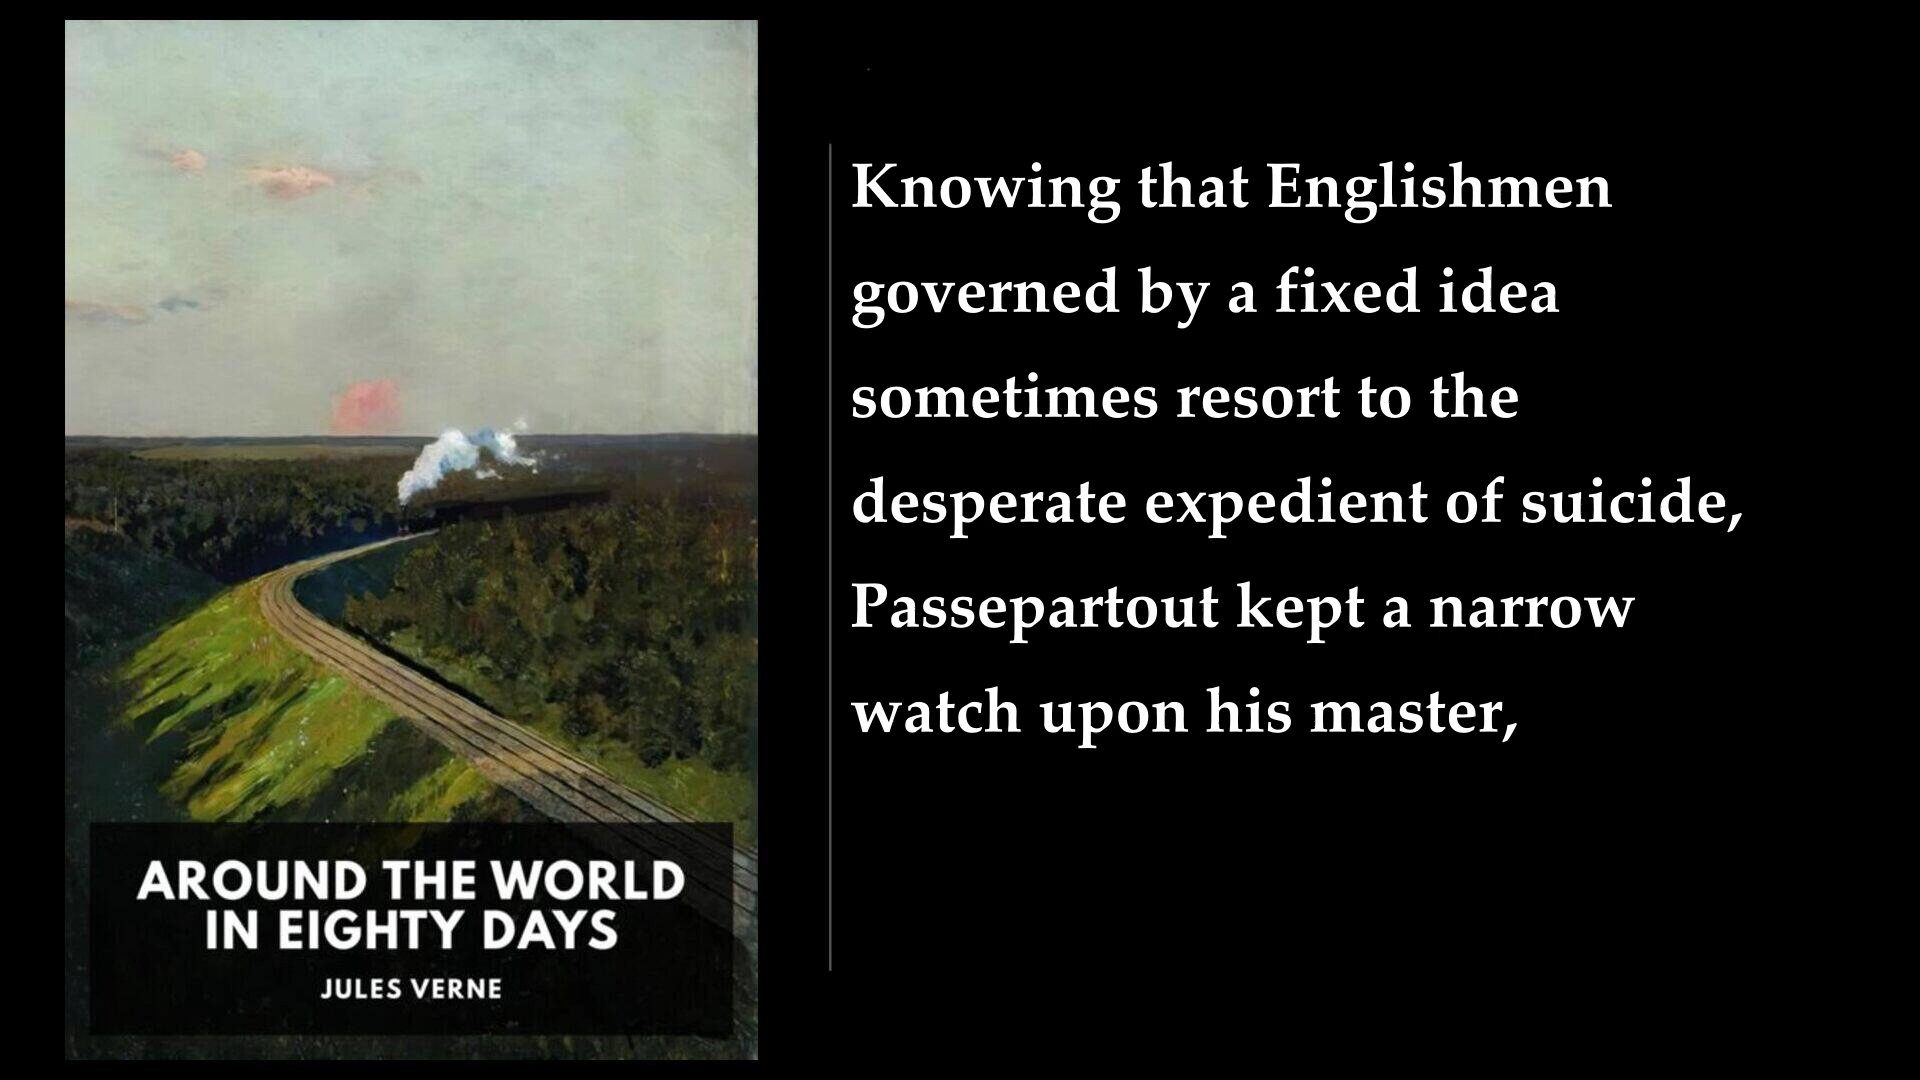 Knowing that Englishmen
governed by a fixed idea
sometimes resort to the
desperate expedient of suicide,
Passepartout kept a narrow
watch upon his master,
AROUND THE WORLD
IN EIGHTY DAYS
JULES VERNE